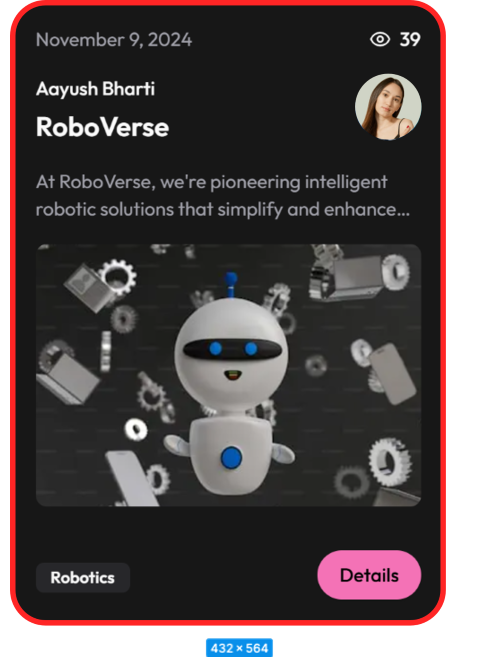 November 9, 2024
39
Aayush Bharti
RoboVerse
At RoboVerse, we're pioneering intelligent
robotic solutions that simplify and enhance...
Robotics
Details
432 × 564